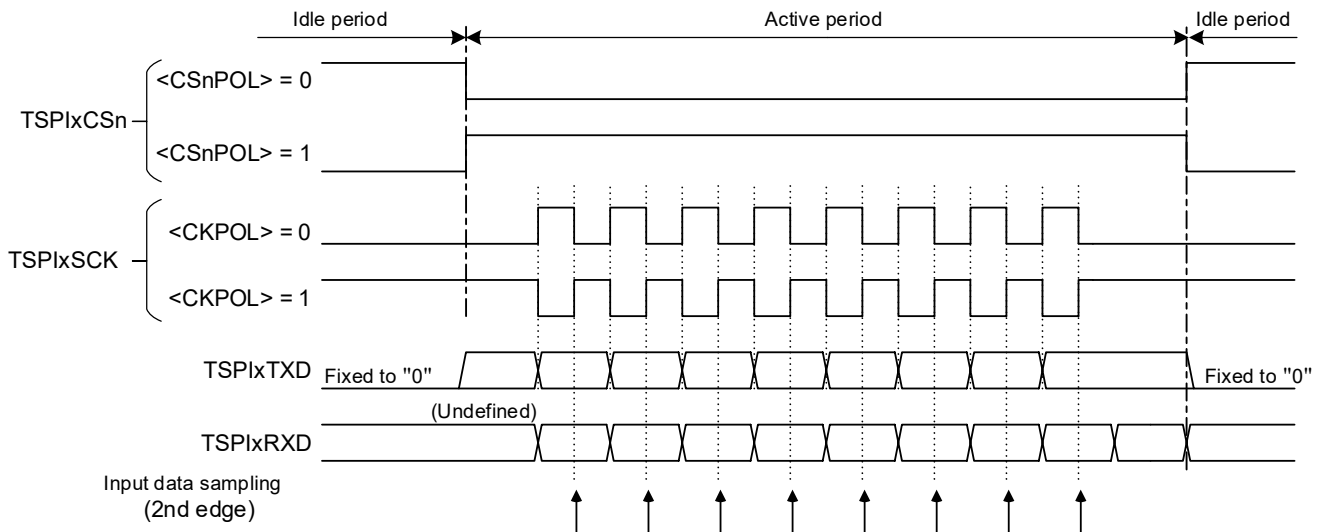 Idle period
Active period
Idle period
<CSnPOL> = 0
TSPIxCSn
<CSnPOL> = 1
<CKPOL> = 0
TSPIxSCK
<CKPOL> = 1
TSPIxTXD
Fixed to "0"
Fixed to "0"
(Undefined)
TSPIxRXD
Input data sampling
(2nd edge)